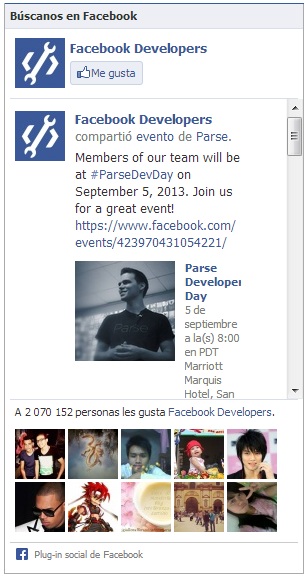 Búscanos en Facebook
Facebook Developers
Me gusta
Facebook Developers
compartió evento de Parse.
Members of our team will be
at #ParseDevDay on
September 5, 2013. Join us
for a great event!
https://www.facebook.com/
events/423970431054221/
Parse
Developer
Day
5 de
septiembre
a la(s) 8:00
en PDT
Marriott
Marquis
Hotel, San
A 2 070 152 personas les gusta Facebook Developers.
Plug-in social de Facebook